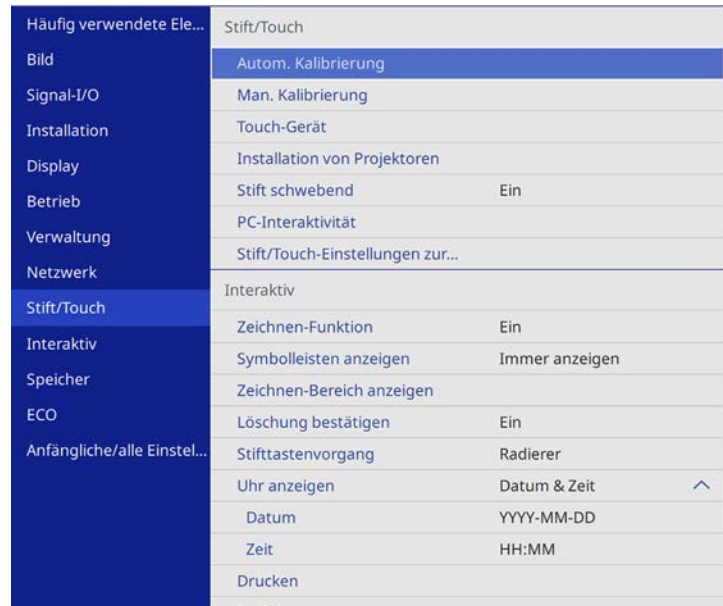 Häufig verwendete Ele...
Bild
Signal-I/O
Installation
Display
Betrieb
Verwaltung
Netzwerk
Stift/Touch
Interaktiv
Speicher
ECO
Anfängliche/alle Einstel...
Stift/Touch
Autom. Kalibrierung
Man. Kalibrierung
Touch-Gerät
Installation von Projektoren
Stift schwebend Ein
PC-Interaktivität
Stift/Touch-Einstellungen zur...
Interaktiv
Zeichnen-Funktion Ein
Symbolleisten anzeigen Immer anzeigen
Zeichnen-Bereich anzeigen
Löschung bestätigen Ein
Stifttastenvorgang Radierer
Uhr anzeigen Datum & Zeit
Datum YYYY-MM-DD
Zeit HH:MM
Drucken